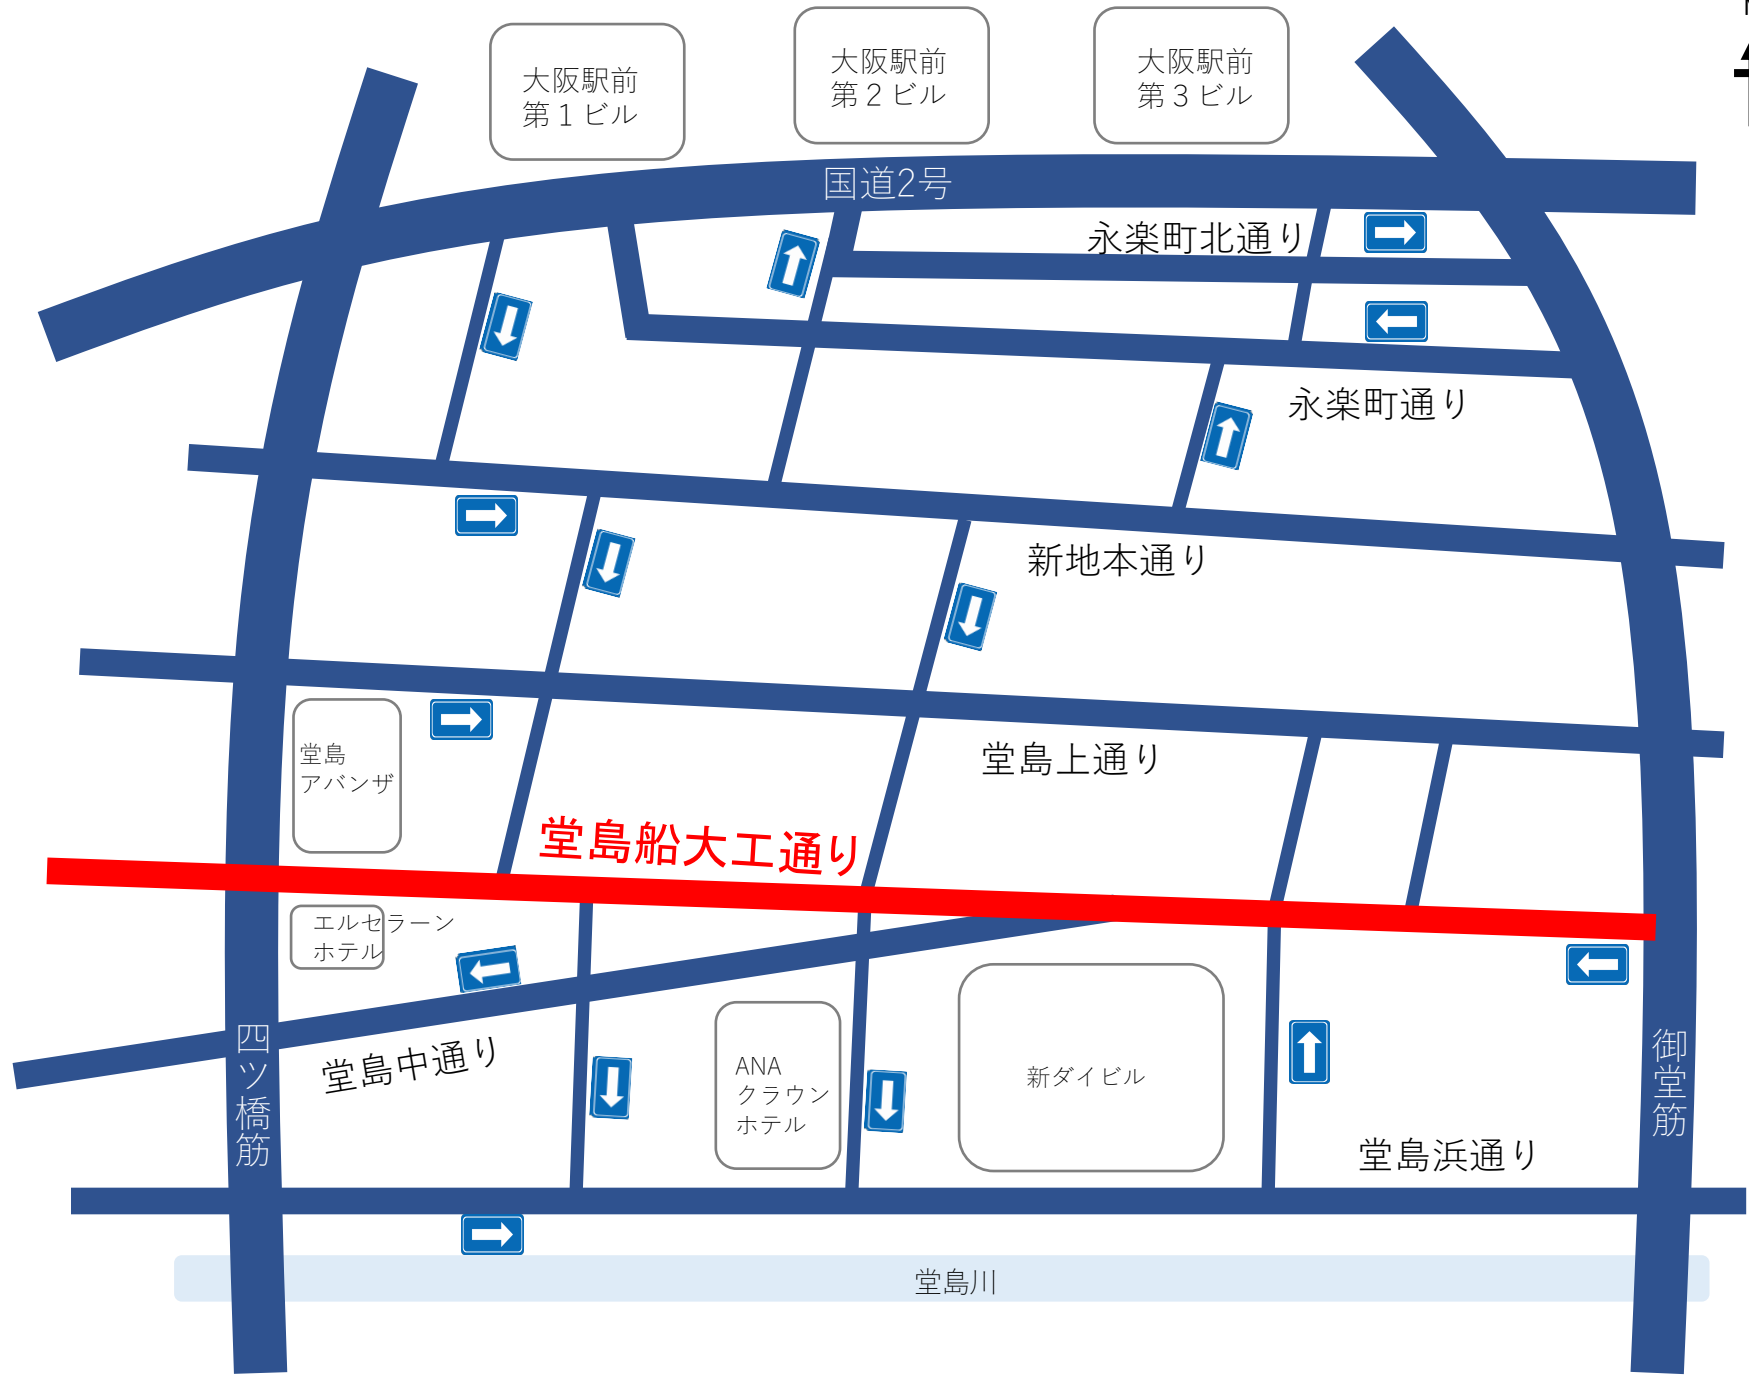 大阪駅前
第１ビル
大阪駅前
第２ビル
大阪駅前
第３ビル
国道2号
永楽町北通り
永楽町通り
新地本通り
堂島上通り
堂島
アバンザ
堂島船大工通り
エルセラーン
ホテル
堂島中通り
四ツ橋筋
ANA
クラウン
ホテル
新ダイビル
御堂筋
堂島浜通り
堂島川